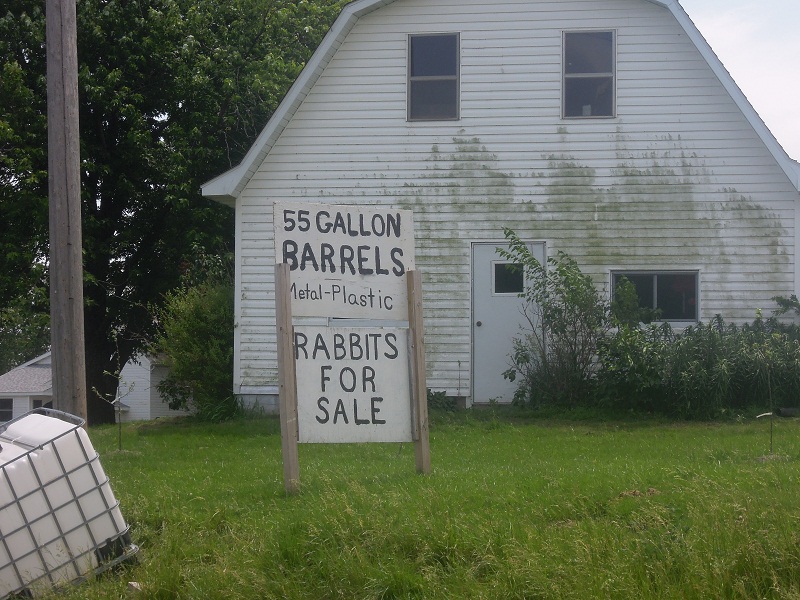 55 GALLON
BARRELS
Metal-Plastic
RABBITS
FOR
SALE